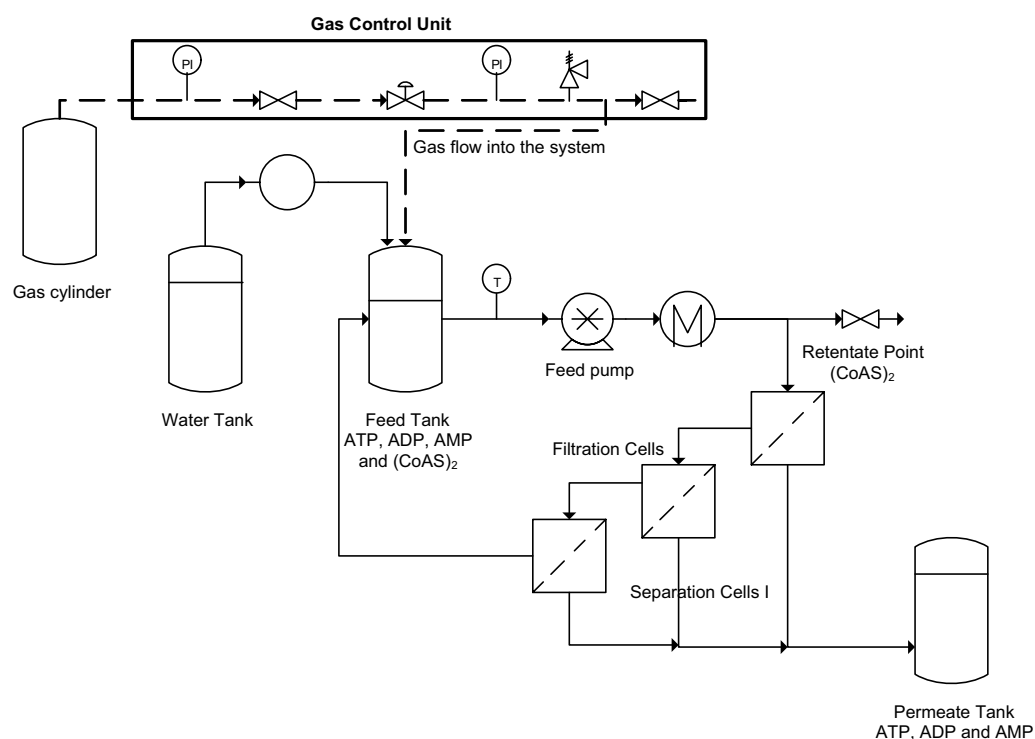 Gas Control Unit
PI
PI
Gas flow into the system
Gas cylinder
T
Water Tank
Feed Tank
ATP, ADP, AMP
and (CoAS)2
Feed pump
Retentate Point
(CoAS)2
Filtration Cells
Separation Cells I
Permeate Tank
ATP, ADP and AMP